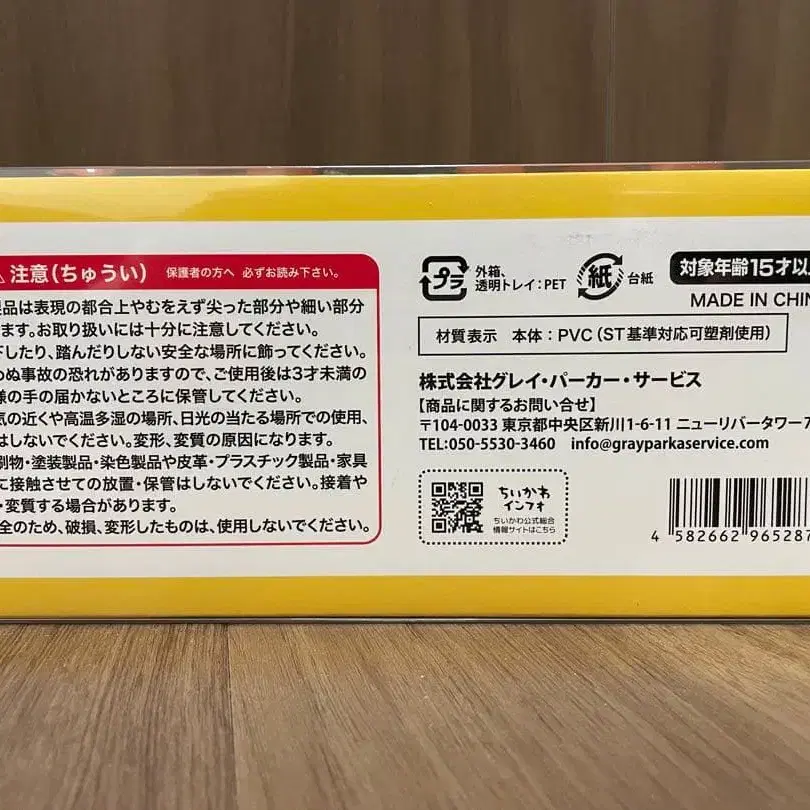 注意(ちゅうい) 保護者の方へ 必ずお読み下さい。
製品は表現の都合上やむをえず尖った部分や細い部分
ます。お取り扱いには十分に注意してください。
したり、踏んだりしない安全な場所に飾ってください。
わぬ事故の恐れがありますので、ご使用後は3才未満の
様の手の届かないところに保管してください。
気の近くや高温多湿の場所、日光の当たる場所での使用、
はしないでください。変形、変質の原因になります。
刷物・塗装製品・染色製品や皮革・プラスチック製品・家具
に接触させての放置・保管はしないでください。接着や
・変質する場合があります。
全のため、破損、変形したものは、使用しないでください。
プラ 外箱、
透明トレイ:PET
紙 台紙
対象年齢15才以
MADE IN CHIN
材質表示 本体:PVC(ST基準対応可塑剤使用)
株式会社グレイ・パーカー・サービス
【商品に関するお問い合せ】
〒104-0033 東京都中央区新川1-6-11 ニューリバータワー7
TEL:050-5530-3460 info@grayparkaservice.com
ちいかわ
インフォ
ちいかわ公式総合
情報サイトはこちら
4 582662 965287